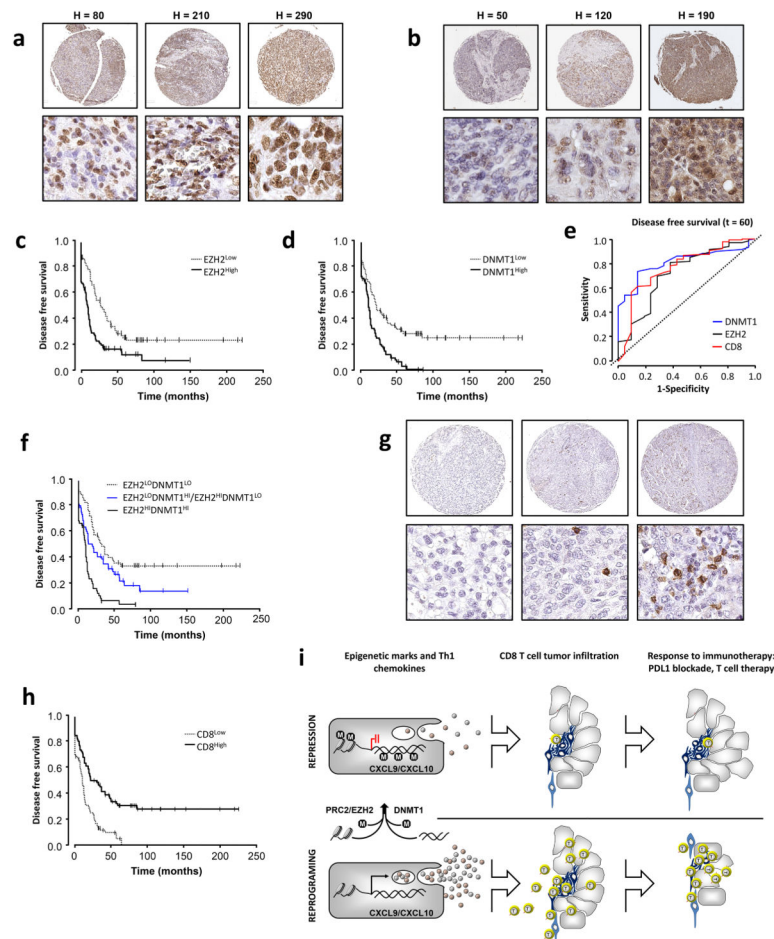 a
H = 80
H = 210
H = 290
b
H = 50
H = 120
H = 190
c
Disease free survival
1.0
0.8
0.6
0.4
0.2
0.0
EZH2Low
EZH2High
0
50
100
150
200
250
Time (months)
d
Disease free survival
1.0
0.8
0.6
0.4
0.2
0.0
DNMT1Low
DNMT1High
0
50
100
150
200
250
Time (months)
e
Disease free survival (t = 60)
Sensitivity
1.0
0.8
0.6
0.4
0.2
0.0
DNMT1
EZH2
CD8
0.0
0.2
0.4
0.6
0.8
1.0
1-Specificity
f
Disease free survival
1.0
0.8
0.6
0.4
0.2
0
EZH2LODNMT1LO
EZH2LODNMT1HI/EZH2HIDNMT1LO
EZH2HIDNMT1HI
0
50
100
150
200
250
Time (months)
g
h
Disease free survival
1.0
0.8
0.6
0.4
0.2
0.0
CD8Low
CD8High
0
50
100
150
200
250
Time (months)
i
Epigenetic marks and Th1
chemokines
CD8 T cell tumor infiltration
Response to immunotherapy:
PDL1 blockade, T cell therapy
REPRESSION
M M
M M M
CXCL9/CXCL10
PRC2/EZH2
DNMT1
M
M
REPROGRAMING
CXCL9/CXCL10